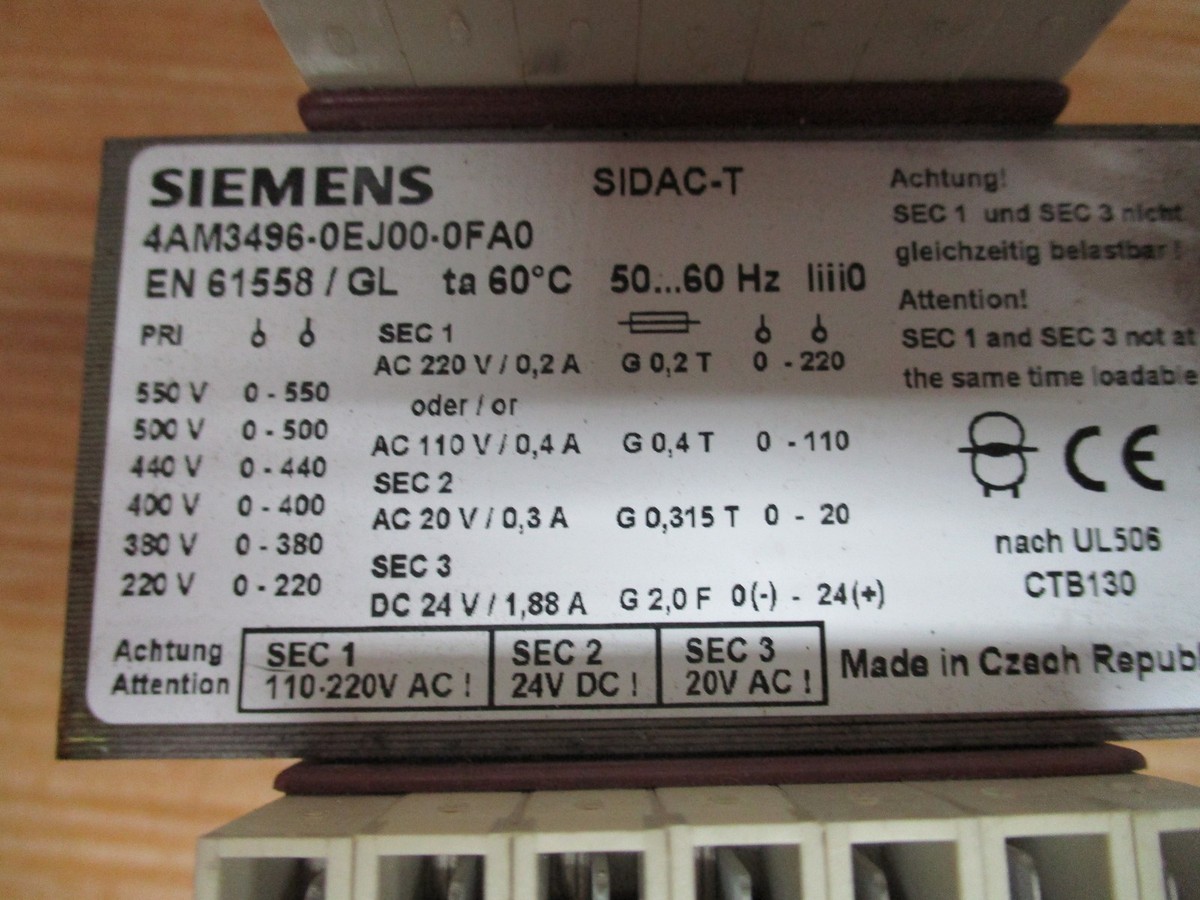 SIEMENS SIDAC-T
4AM3496-0EJ00-0FA0
EN 61558 / GL ta 60°C 50...60 Hz Iiii0
Achtung!
SEC 1 und SEC 3 nicht
gleichzeitig belastbar !
Attention!
SEC 1 and SEC 3 not at
the same time loadable
PRI
550 V 0 - 550
500 V 0 - 500
440 V 0 - 440
400 V 0 - 400
380 V 0 - 380
220 V 0 - 220
SEC 1
AC 220 V / 0,2 A G 0,2 T 0 - 220
oder / or
AC 110 V / 0,4 A G 0,4 T 0 - 110
SEC 2
AC 20 V / 0,3 A G 0,315 T 0 - 20
SEC 3
DC 24 V / 1,88 A G 2,0 F 0(-) - 24(+)
CE
nach UL506
CTB130
Achtung
Attention
SEC 1
110-220V AC !
SEC 2
24V DC !
SEC 3
20V AC !
Made in Czech Republ